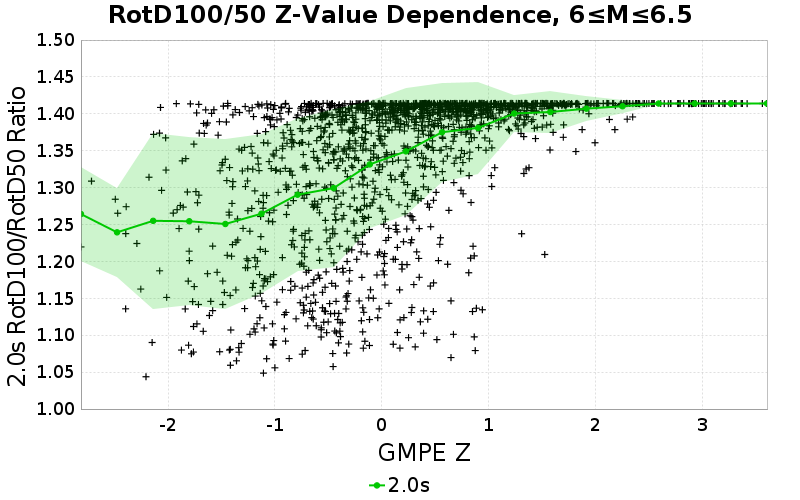 RotD100/50 Z-Value Dependence, 6≤M≤6.5
2.0s RotD100/RotD50 Ratio
1.50
1.45
1.40
1.35
1.30
1.25
1.20
1.15
1.10
1.05
1.00
-2 -1 0 1 2 3
GMPE Z
2.0s